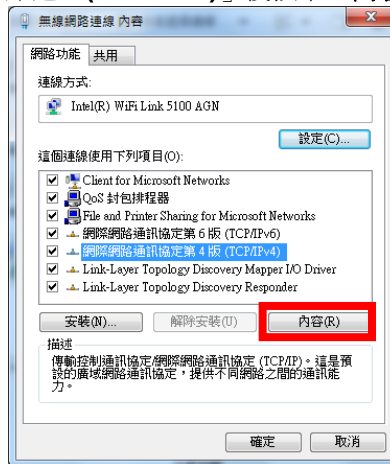 無線網路連線 內容
網路功能 共用
連線方式:
Intel(R) WiFi Link 5100 AGN
設定(C)...
這個連線使用下列項目(O):
Client for Microsoft Networks
QoS 封包排程器
File and Printer Sharing for Microsoft Networks
網際網路通訊協定第 6 版 (TCP/IPv6)
網際網路通訊協定第 4 版 (TCP/IPv4)
Link-Layer Topology Discovery Mapper I/O Driver
Link-Layer Topology Discovery Responder
安裝(N)... 解除安裝(U) 內容(R)
描述
傳輸控制通訊協定/網際網路通訊協定 (TCP/IP)。這是預
設的廣域網路通訊協定，提供不同網路之間的通訊能
力。
確定 取消